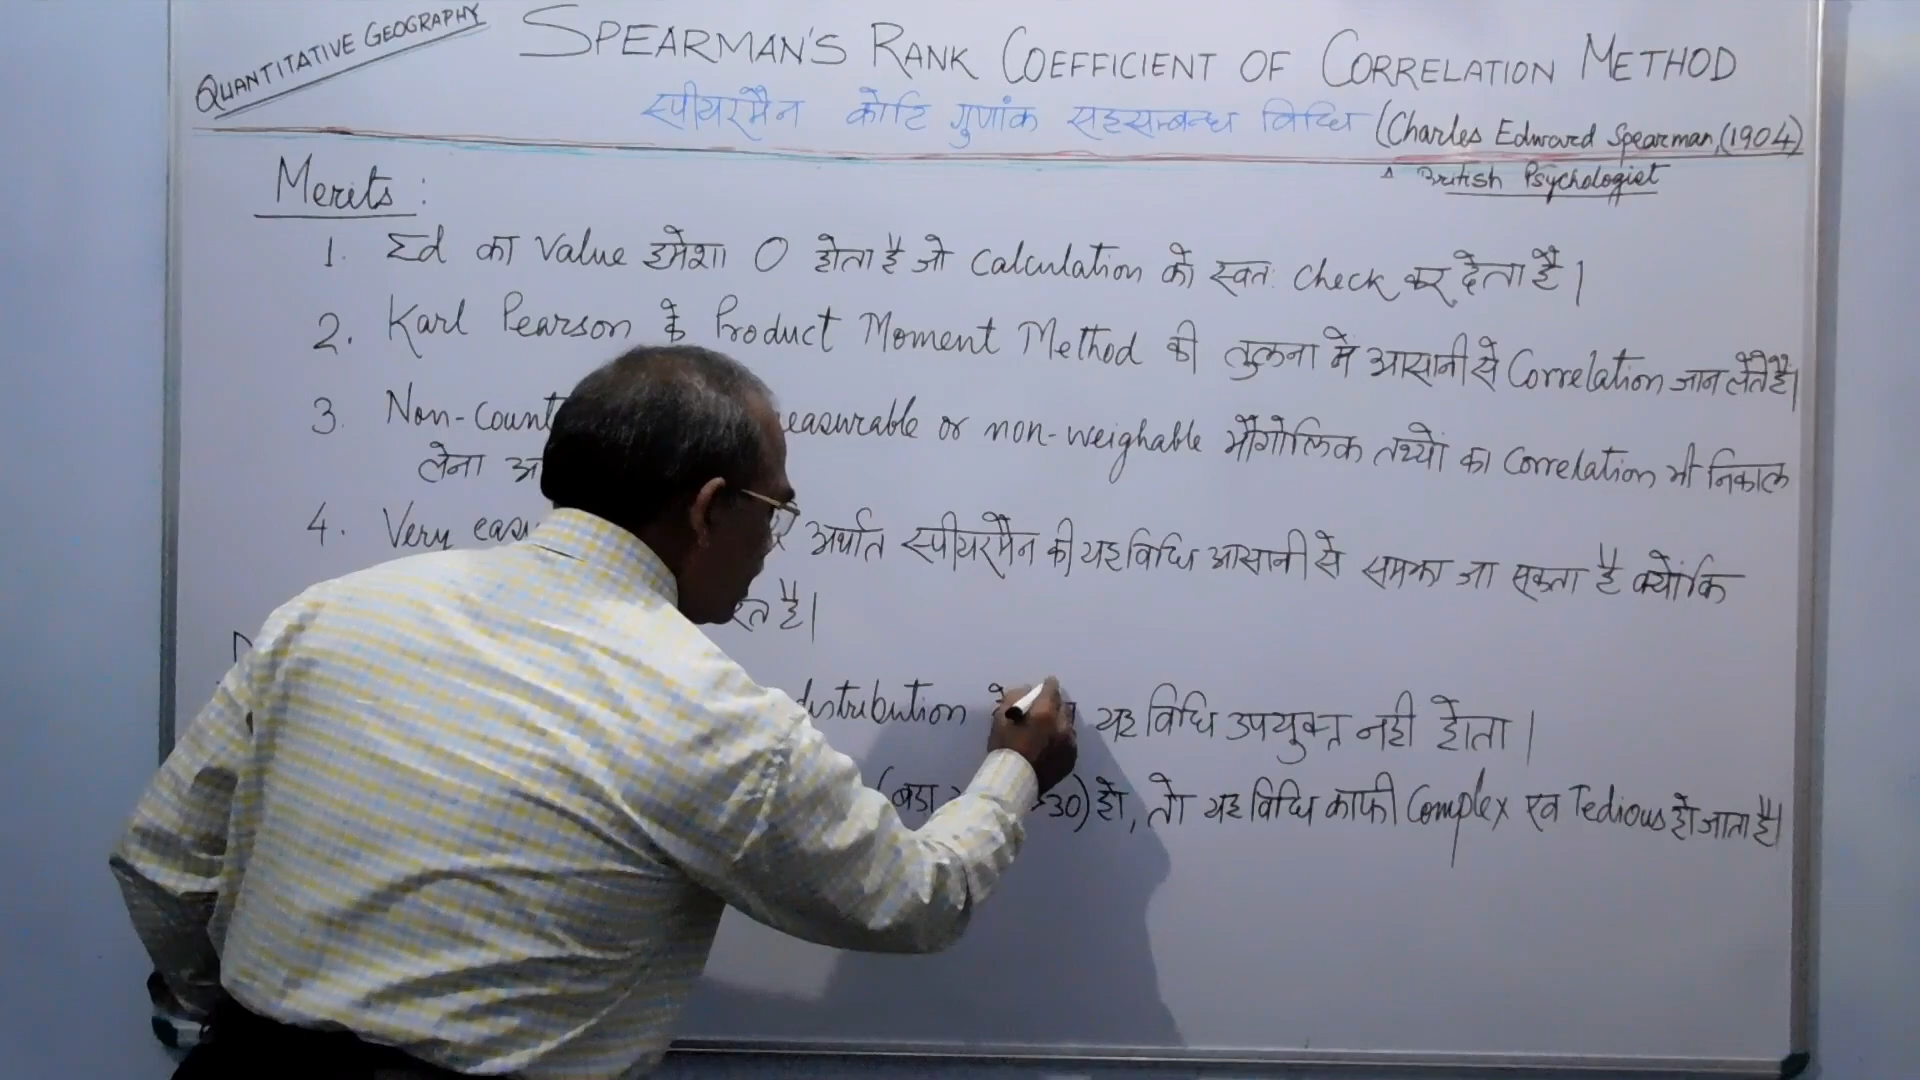 QUANTITATIVE GEOGRAPHY
SPEARMAN'S RANK COEFFICIENT OF CORRELATION METHOD
स्पीयरमैन कोटि गुणांक सहसम्बन्ध विधि (Charles Edward Spearman, (1904)
British Psychologist
Merits :
1. Σd का Value हमेशा 0 होता है जो Calculation को स्वतः Check कर देता है।
2. Karl Pearson के Product Moment Method की तुलना में आसानी से Correlation जान लेते है।
3. Non-Count easurable or non-weighable भौगोलिक तथ्यों का Correlation भी निकाल
लेना
4. Very easy अर्थात स्पीयरमैन की यह विधि आसानी से समझा जा सकता है क्योंकि
है।
distribution यह विधि उपयुक्त नही होता।
(बडा >30) हो, तो यह विधि काफी Complex एवं Tedious हो जाता है।